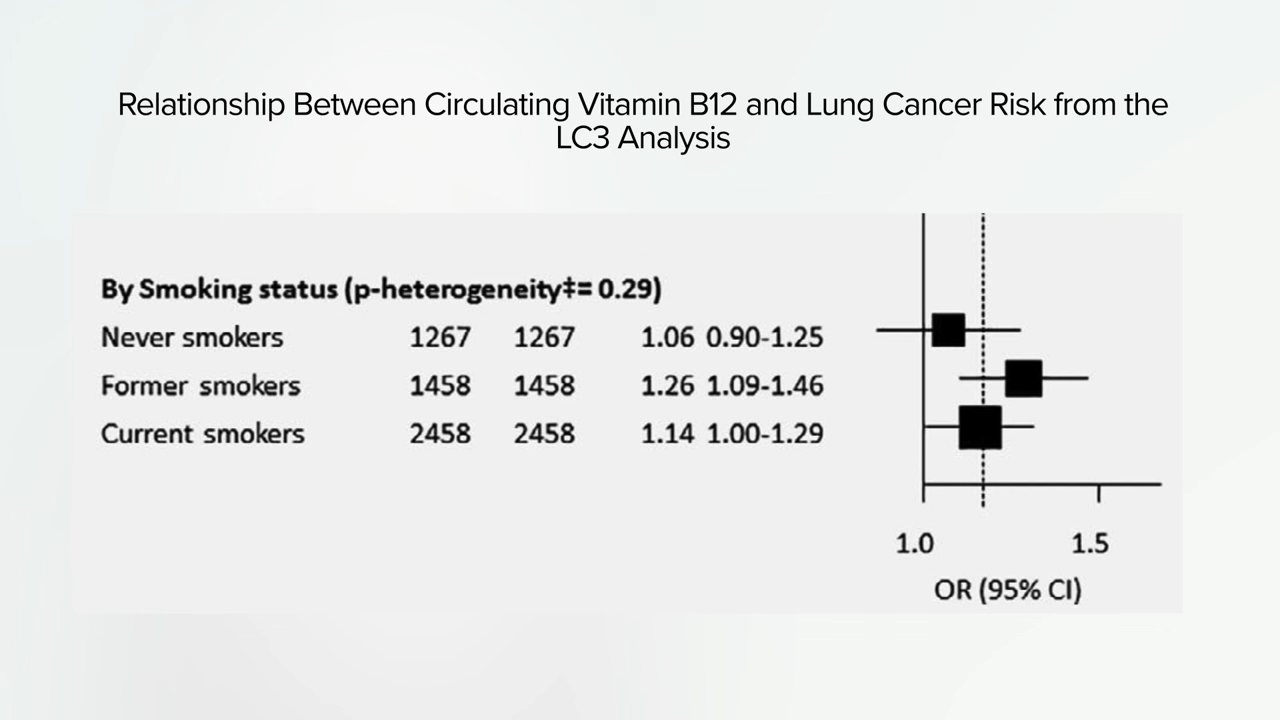 Relationship Between Circulating Vitamin B12 and Lung Cancer Risk from the
LC3 Analysis
By Smoking status (p-heterogeneity‡= 0.29)
Never smokers 1267 1267 1.06 0.90-1.25
Former smokers 1458 1458 1.26 1.09-1.46
Current smokers 2458 2458 1.14 1.00-1.29
1.0 1.5
OR (95% CI)